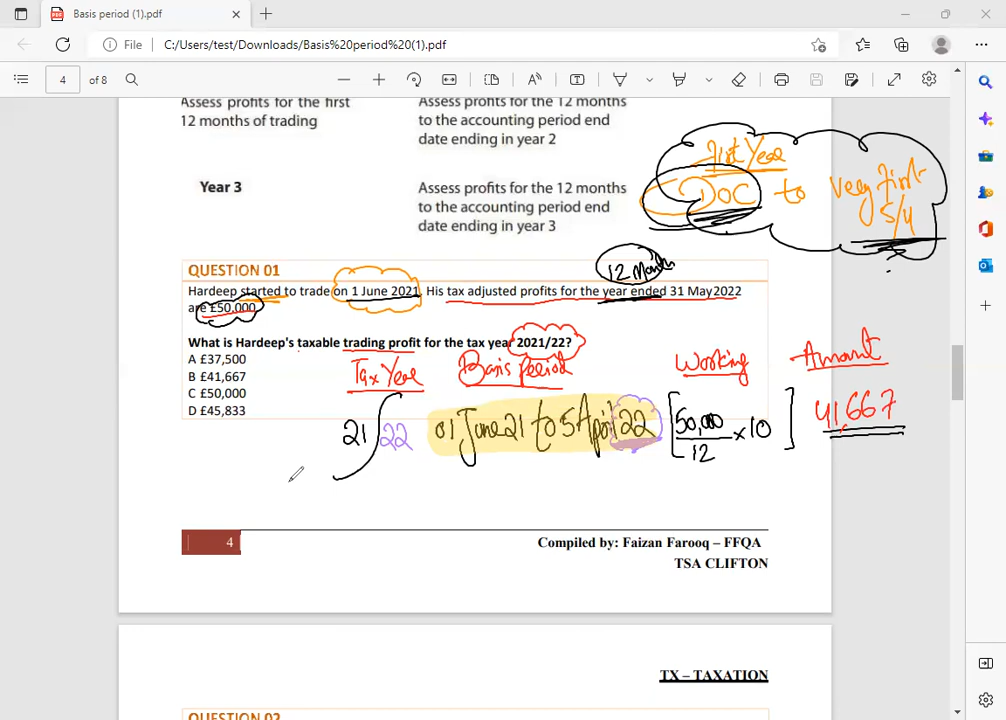 Basis period (1).pdf
File
C:/Users/test/Downloads/Basis%20period%20(1).pdf
4
of 8
Assess profits for the first
12 months of trading
Assess profits for the 12 months
to the accounting period end
date ending in year 2
Year 3
Assess profits for the 12 months
to the accounting period end
date ending in year 3
first Year
DOC to Very first
5/4
12 Month
QUESTION 01
Hardeep started to trade on 1 June 2021. His tax adjusted profits for the year ended 31 May2022
are £50,000
What is Hardeep's taxable trading profit for the tax year 2021/22?
A £37,500
B £41,667
C £50,000
D £45,833
Tax Year Basis Period Working Amount
21/22 01 June 21 to 5 April 22 [50,000/12 x 10] 41,667
4
Compiled by: Faizan Farooq – FFQA
TSA CLIFTON
TX – TAXATION
QUESTION 02